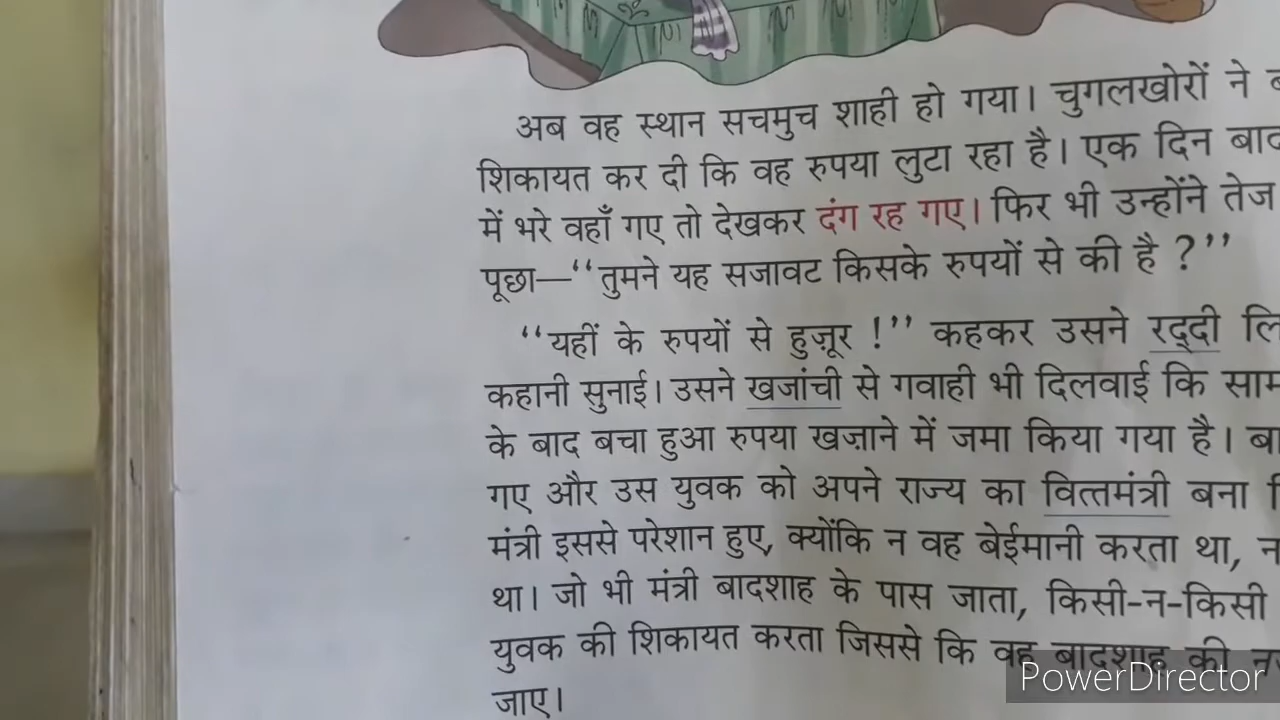 अब वह स्थान सचमुच शाही हो गया। चुगलखोरों ने
शिकायत कर दी कि वह रुपया लुटा रहा है। एक दिन
में भरे वहाँ गए तो देखकर दंग रह गए। फिर भी उन्होंने तेज
पूछा—“तुमने यह सजावट किसके रुपयों से की है ?”
“यहीं के रुपयों से हुज़ूर !” कहकर उसने रद्दी
कहानी सुनाई। उसने खजांची से गवाही भी दिलवाई कि
के बाद बचा हुआ रुपया खज़ाने में जमा किया गया है।
गए और उस युवक को अपने राज्य का वित्तमंत्री बना
मंत्री इससे परेशान हुए, क्योंकि न वह बेईमानी करता था, न
था। जो भी मंत्री बादशाह के पास जाता, किसी-न-किसी
युवक की शिकायत करता जिससे कि वह बादशाह की
जाए।
PowerDirector